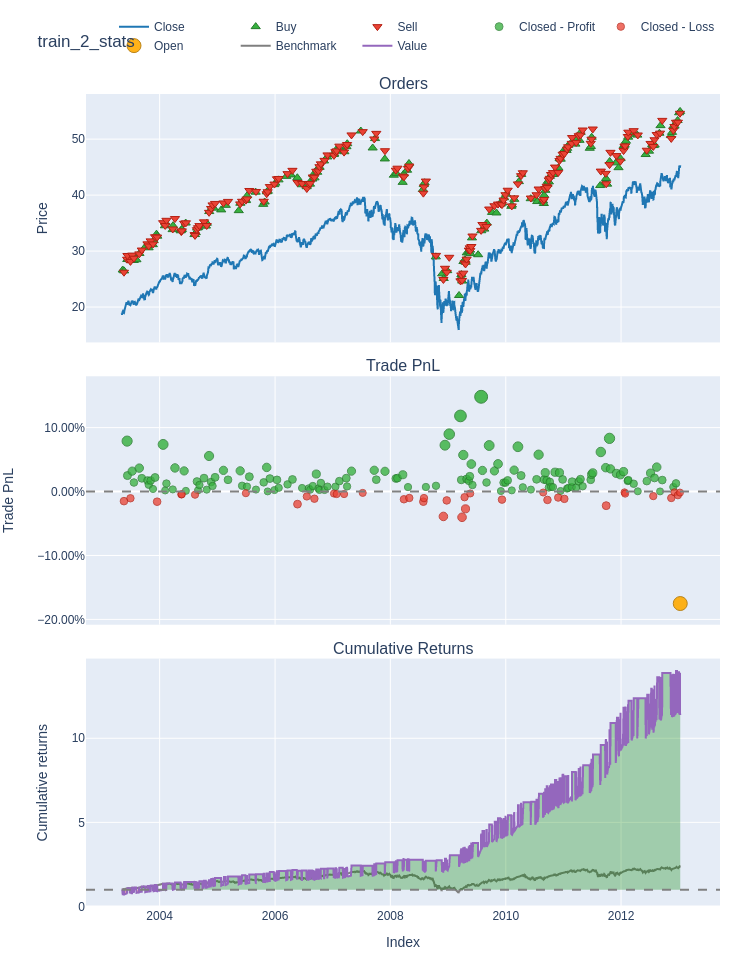 train_2_stats
Close Buy Sell Closed - Profit Closed - Loss
Open Benchmark Value
Orders
Price
50
40
30
20
Trade PnL
Trade PnL
10.00%
0.00%
−10.00%
−20.00%
Cumulative Returns
Cumulative returns
10
5
0
2004 2006 2008 2010 2012
Index